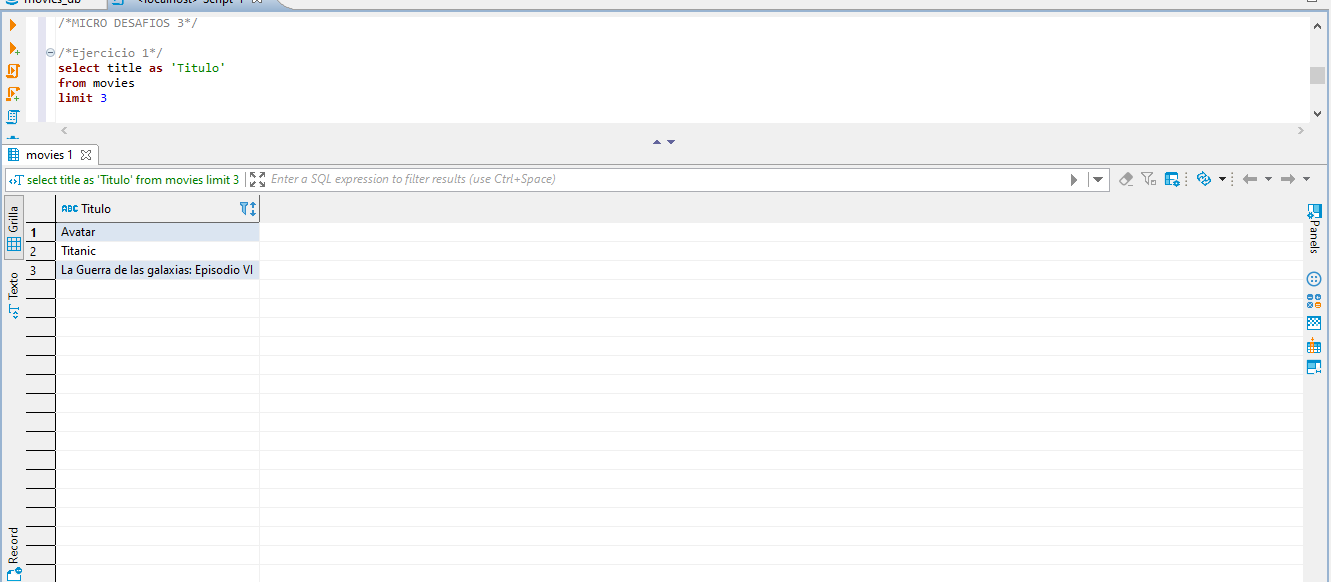 movies_db <localhost> Script-1
/*MICRO DESAFIOS 3*/
/*Ejercicio 1*/
select title as 'Titulo'
from movies
limit 3
movies 1
select title as 'Titulo' from movies limit 3 Enter a SQL expression to filter results (use Ctrl+Space)
Grilla
ABC Titulo
1 Avatar
2 Titanic
3 La Guerra de las galaxias: Episodio VI
Panels
Texto
Record